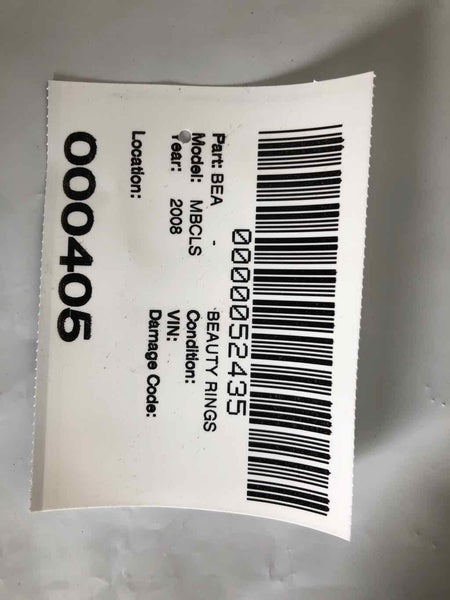 0000052435
Part: BEA - BEAUTY RINGS
Model: MBCLS Condition:
Year: 2008 VIN:
Damage Code:
Location:
000405